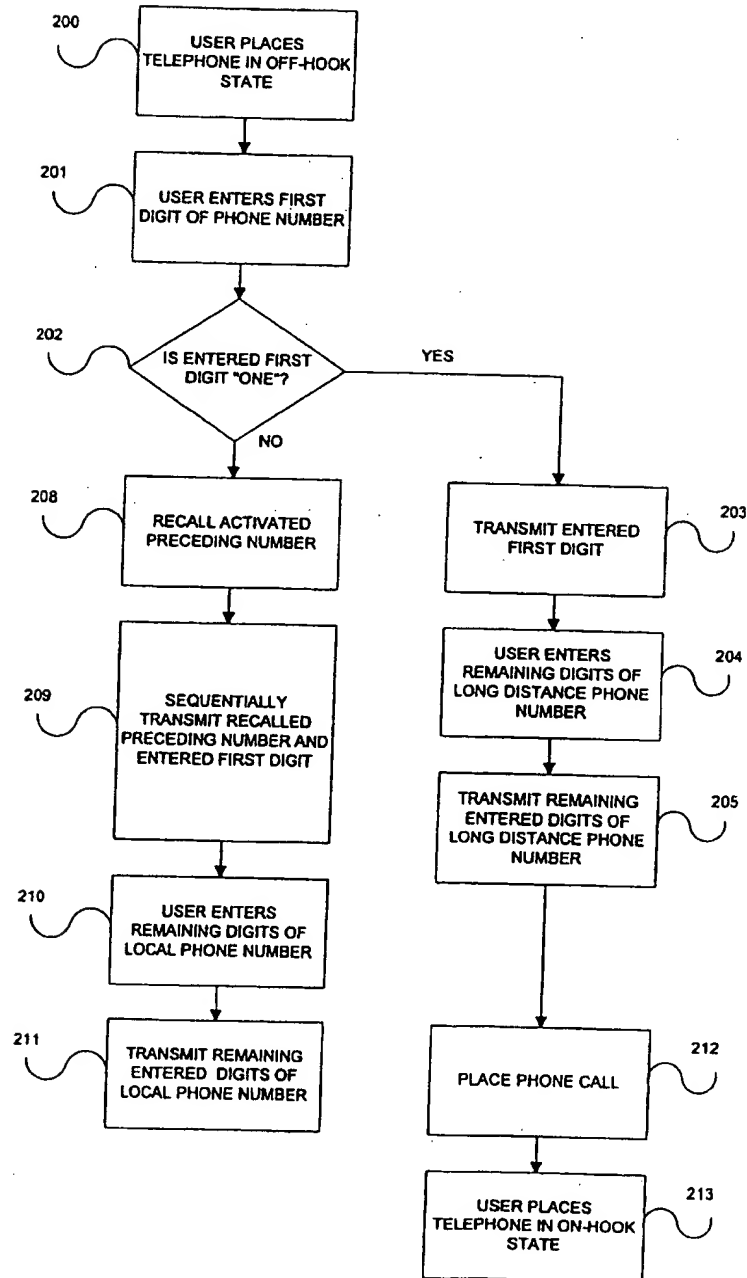 200
USER PLACES
TELEPHONE IN OFF-HOOK
STATE
201
USER ENTERS FIRST
DIGIT OF PHONE NUMBER
202
IS ENTERED FIRST
DIGIT "ONE"?
YES
NO
208
RECALL ACTIVATED
PRECEDING NUMBER
209
SEQUENTIALLY
TRANSMIT RECALLED
PRECEDING NUMBER AND
ENTERED FIRST DIGIT
210
USER ENTERS
REMAINING DIGITS OF
LOCAL PHONE NUMBER
211
TRANSMIT REMAINING
ENTERED DIGITS OF
LOCAL PHONE NUMBER
203
TRANSMIT ENTERED
FIRST DIGIT
204
USER ENTERS
REMAINING DIGITS OF
LONG DISTANCE PHONE
NUMBER
205
TRANSMIT REMAINING
ENTERED DIGITS OF
LONG DISTANCE PHONE
NUMBER
212
PLACE PHONE CALL
213
USER PLACES
TELEPHONE IN ON-HOOK
STATE